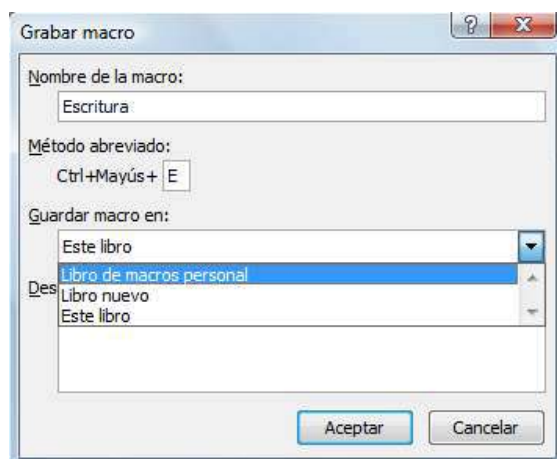 Grabar macro
Nombre de la macro:
Escritura
Método abreviado:
Ctrl+Mayús+ E
Guardar macro en:
Este libro
Libro de macros personal
Des
Libro nuevo
Este libro
Aceptar
Cancelar